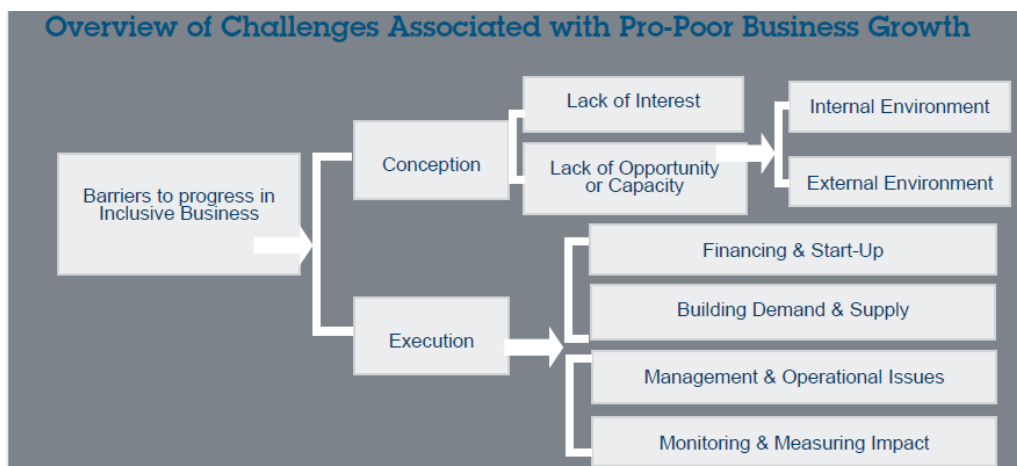 Overview of Challenges Associated with Pro-Poor Business Growth
Barriers to progress in
Inclusive Business
Conception
Lack of Interest
Lack of Opportunity
or Capacity
Internal Environment
External Environment
Execution
Financing & Start-Up
Building Demand & Supply
Management & Operational Issues
Monitoring & Measuring Impact